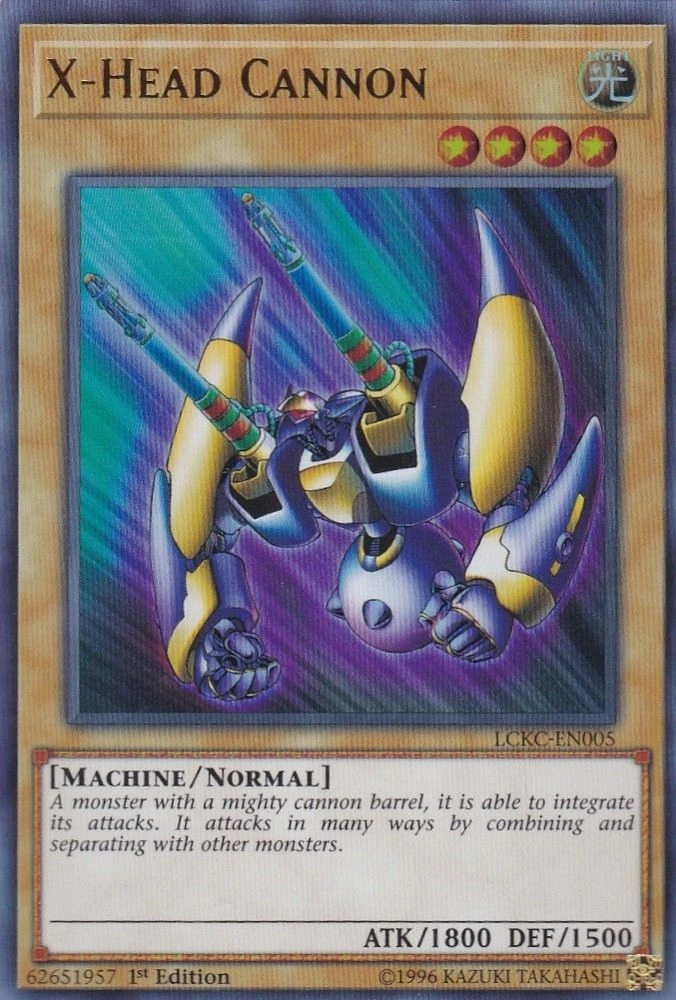 X-HEAD CANNON
LIGHT
光
LCKC-EN005
[MACHINE/NORMAL]
A monster with a mighty cannon barrel, it is able to integrate
its attacks. It attacks in many ways by combining and
separating with other monsters.
ATK/1800 DEF/1500
62651957 1st Edition
©1996 KAZUKI TAKAHASHI